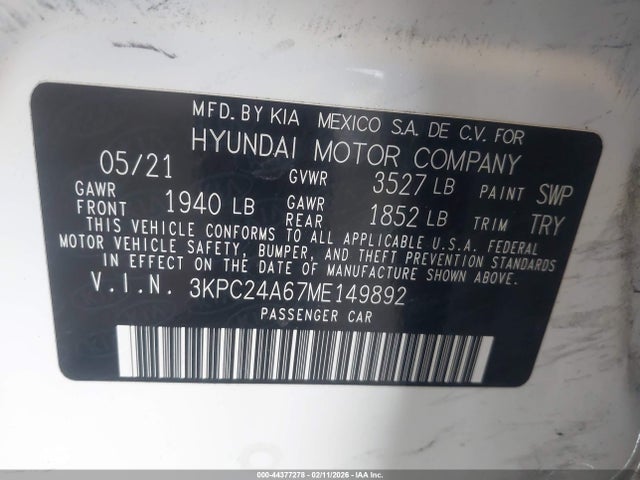 MFD. BY KIA MEXICO S.A. DE C.V. FOR
HYUNDAI MOTOR COMPANY
05/21 GVWR 3527 LB PAINT SWP
GAWR FRONT 1940 LB GAWR REAR 1852 LB TRIM TRY
THIS VEHICLE CONFORMS TO ALL APPLICABLE U.S.A. FEDERAL
MOTOR VEHICLE SAFETY, BUMPER, AND THEFT PREVENTION STANDARDS
IN EFFECT ON THE DATE OF MANUFACTURE SHOWN ABOVE.
V.I.N. 3KPC24A67ME149892
PASSENGER CAR
000-44377278 - 02/11/2026 - IAA Inc.